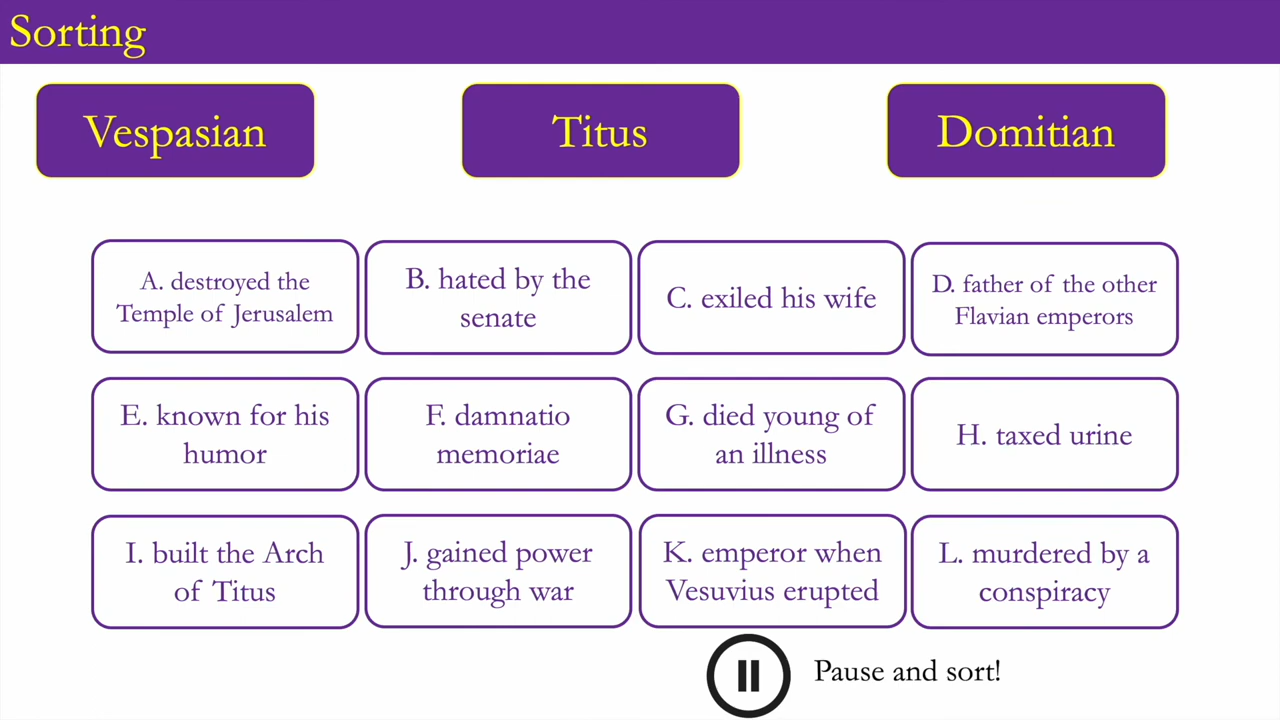 Sorting
Vespasian
Titus
Domitian
A. destroyed the
Temple of Jerusalem
B. hated by the
senate
C. exiled his wife
D. father of the other
Flavian emperors
E. known for his
humor
F. damnatio
memoriae
G. died young of
an illness
H. taxed urine
I. built the Arch
of Titus
J. gained power
through war
K. emperor when
Vesuvius erupted
L. murdered by a
conspiracy
Pause and sort!